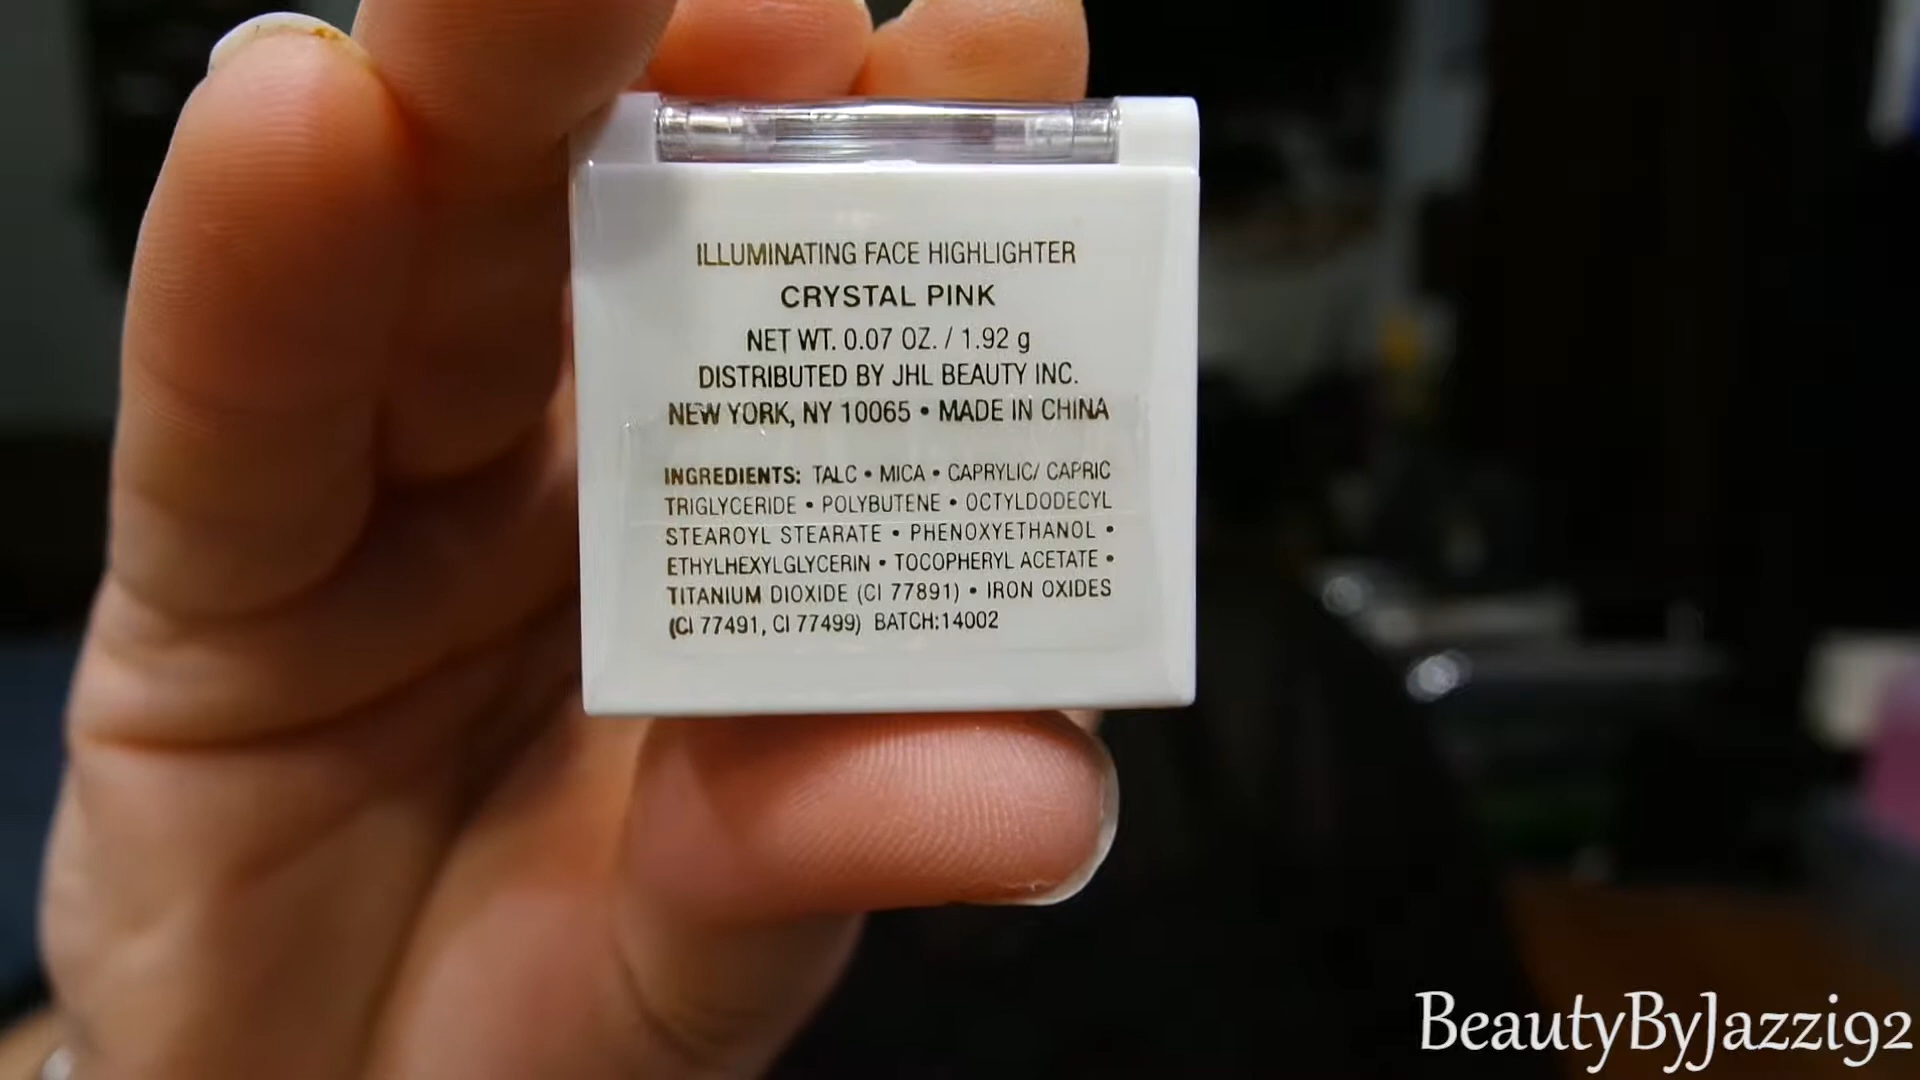 ILLUMINATING FACE HIGHLIGHTER
CRYSTAL PINK
NET WT. 0.07 OZ. / 1.92 g
DISTRIBUTED BY JHL BEAUTY INC.
NEW YORK, NY 10065 • MADE IN CHINA
INGREDIENTS: TALC • MICA • CAPRYLIC/ CAPRIC
TRIGLYCERIDE • POLYBUTENE • OCTYLDODECYL
STEAROYL STEARATE • PHENOXYETHANOL •
ETHYLHEXYLGLYCERIN • TOCOPHERYL ACETATE •
TITANIUM DIOXIDE (CI 77891) • IRON OXIDES
(CI 77491, CI 77499) BATCH:14002
BeautyByJazzi92